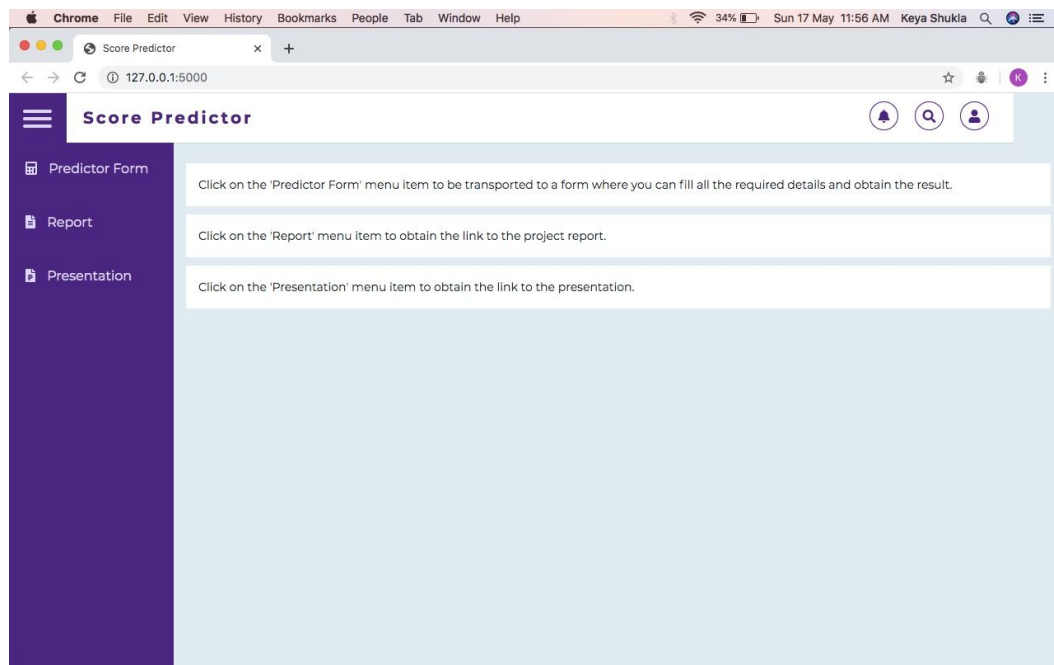 Chrome File Edit View History Bookmarks People Tab Window Help 34% Sun 17 May 11:56 AM Keya Shukla
Score Predictor
127.0.0.1:5000 K
Score Predictor
Predictor Form
Click on the 'Predictor Form' menu item to be transported to a form where you can fill all the required details and obtain the result.
Report
Click on the 'Report' menu item to obtain the link to the project report.
Presentation
Click on the 'Presentation' menu item to obtain the link to the presentation.